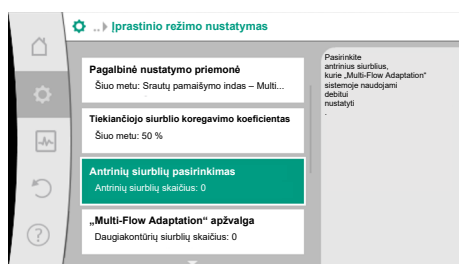 ..▸ Įprastinio režimo nustatymas
Pagalbinė nustatymo priemonė
Šiuo metu: Srautų pamaišymo indas – Multi...
Tiekiančiojo siurblio koregavimo koeficientas
Šiuo metu: 50 %
Antrinių siurblių pasirinkimas
Antrinių siurblių skaičius: 0
„Multi-Flow Adaptation“ apžvalga
Daugiakontūrių siurblių skaičius: 0
Pasirinkite
antrinius siurblius,
kurie „Multi-Flow Adaptation“
sistemoje naudojami
debitui
nustatyti
.